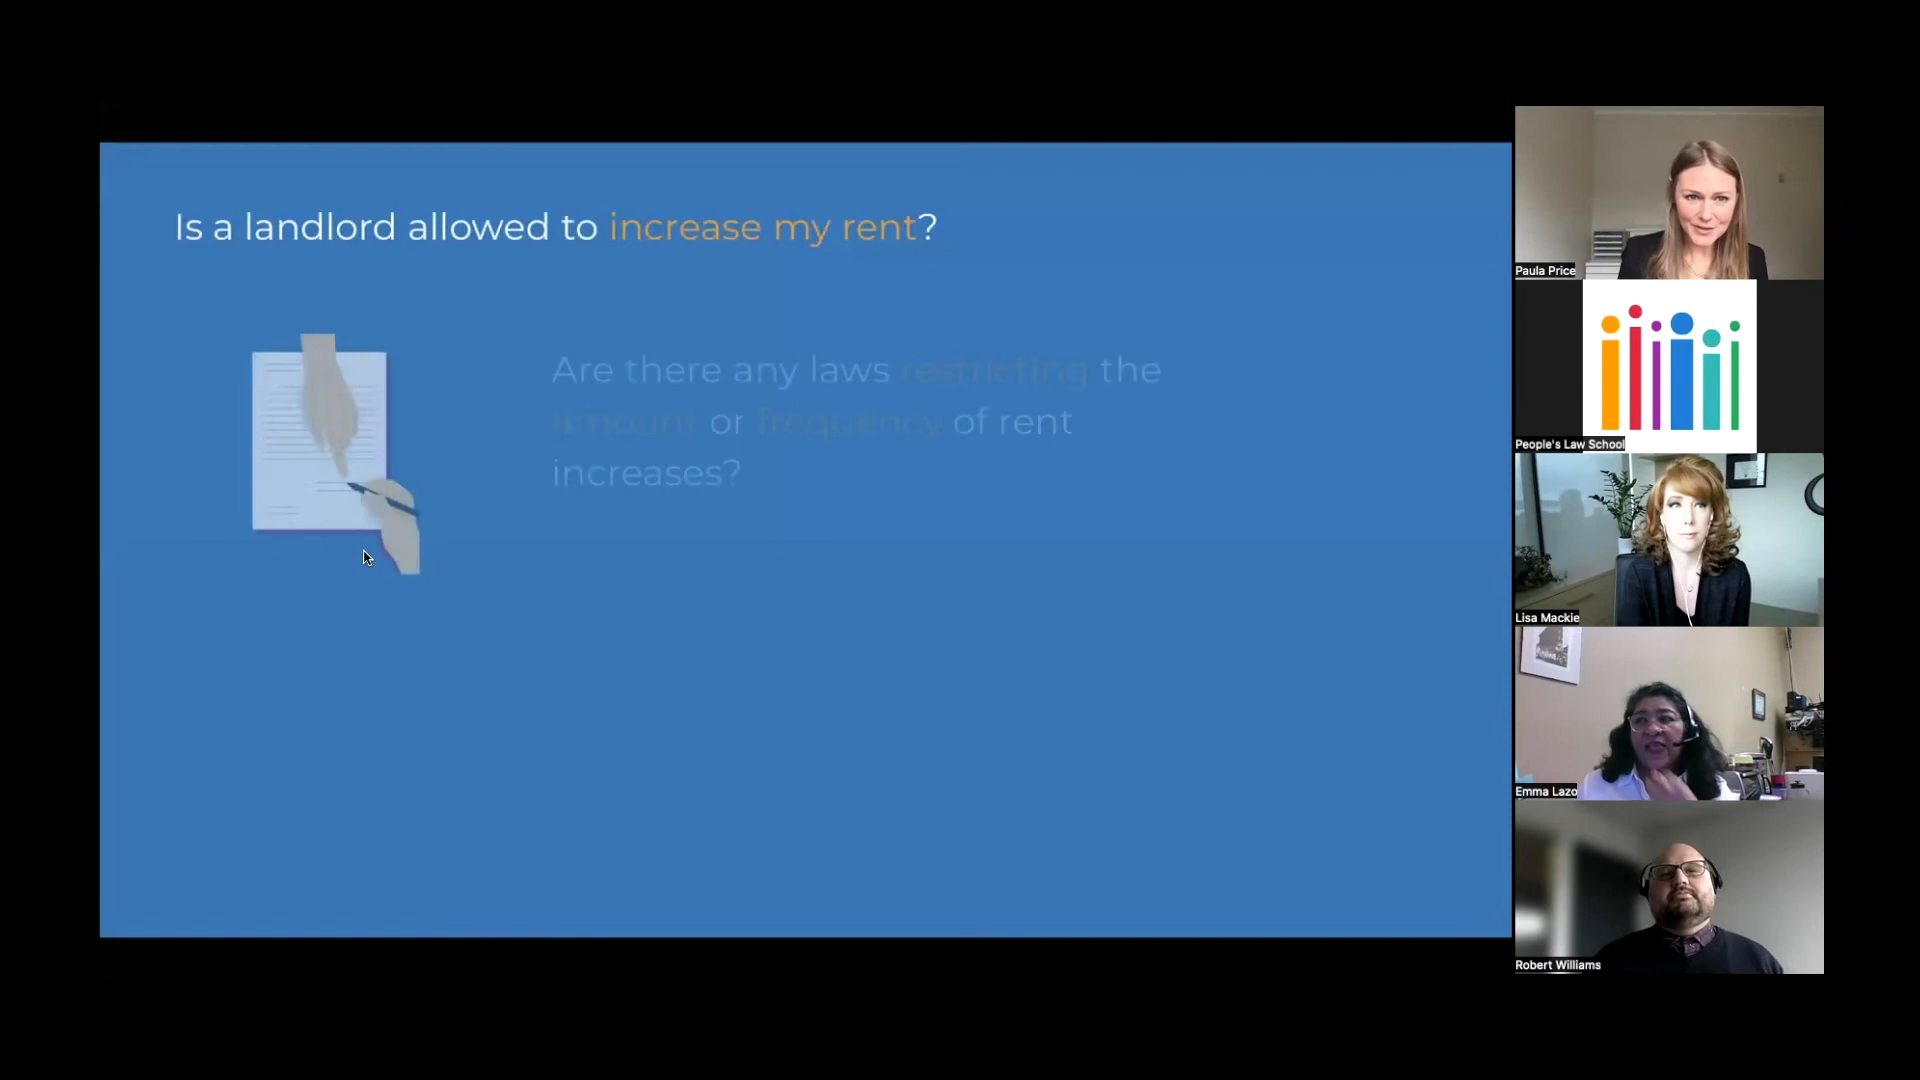 Is a landlord allowed to increase my rent?
Are there any laws restricting the
amount or frequency of rent
increases?
Paula Price
People's Law School
Lisa Mackie
Emma Lazo
Robert Williams